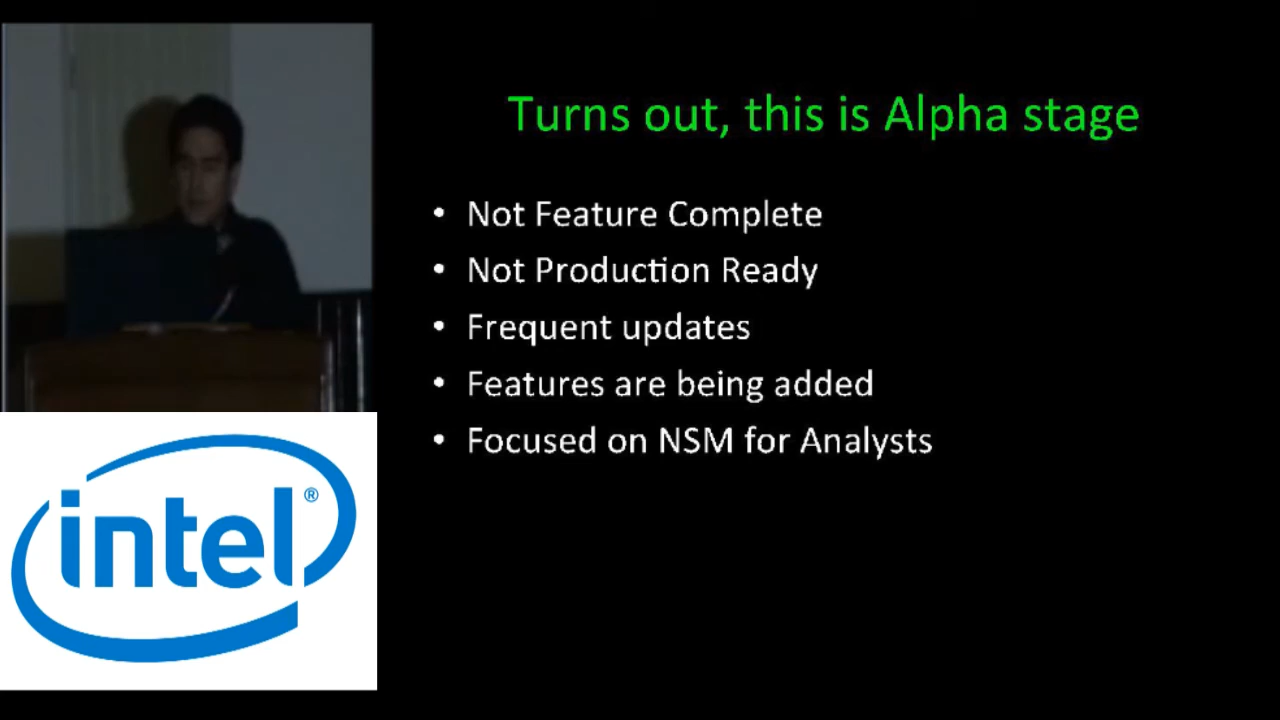 Turns out, this is Alpha stage
• Not Feature Complete
• Not Production Ready
• Frequent updates
• Features are being added
• Focused on NSM for Analysts
intel®